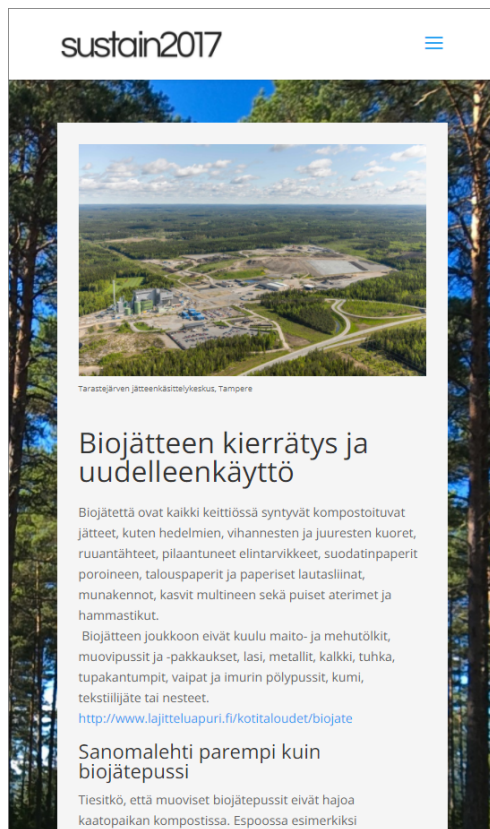 sustain2017
Tarastejärven jätteenkäsittelykeskus, Tampere
Biojätteen kierrätys ja
uudelleenkäyttö
Biojätettä ovat kaikki keittiössä syntyvät kompostoituvat
jätteet, kuten hedelmien, vihannesten ja juuresten kuoret,
ruuantähteet, pilaantuneet elintarvikkeet, suodatinpaperit
poroineen, talouspaperit ja paperiset lautasliinat,
munakennot, kasvit multineen sekä puiset aterimet ja
hammastikut.
Biojätteen joukkoon eivät kuulu maito- ja mehutölkit,
muovipussit ja -pakkaukset, lasi, metallit, kalkki, tuhka,
tupakantumpit, vaipat ja imurin pölypussit, kumi,
tekstiilijäte tai nesteet.
http://www.lajitteluapuri.fi/kotitaloudet/biojate
Sanomalehti parempi kuin
biojätepussi
Tiesitkö, että muoviset biojätepussit eivät hajoa
kaatopaikan kompostissa. Espoossa esimerkiksi